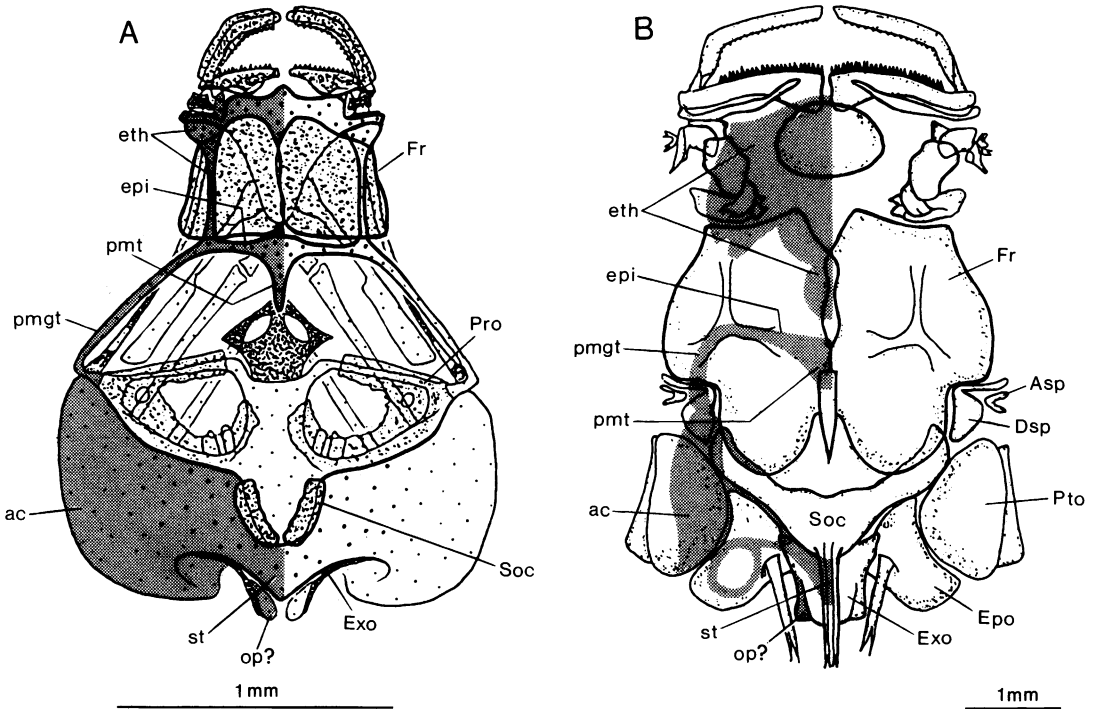 A
eth
epi
pmt
pmgt
ac
st
op?
Fr
Pro
Soc
Exo
1mm
B
eth
epi
pmgt
pmt
ac
st
op?
Fr
Asp
Dsp
Pto
Soc
Epo
Exo
1mm